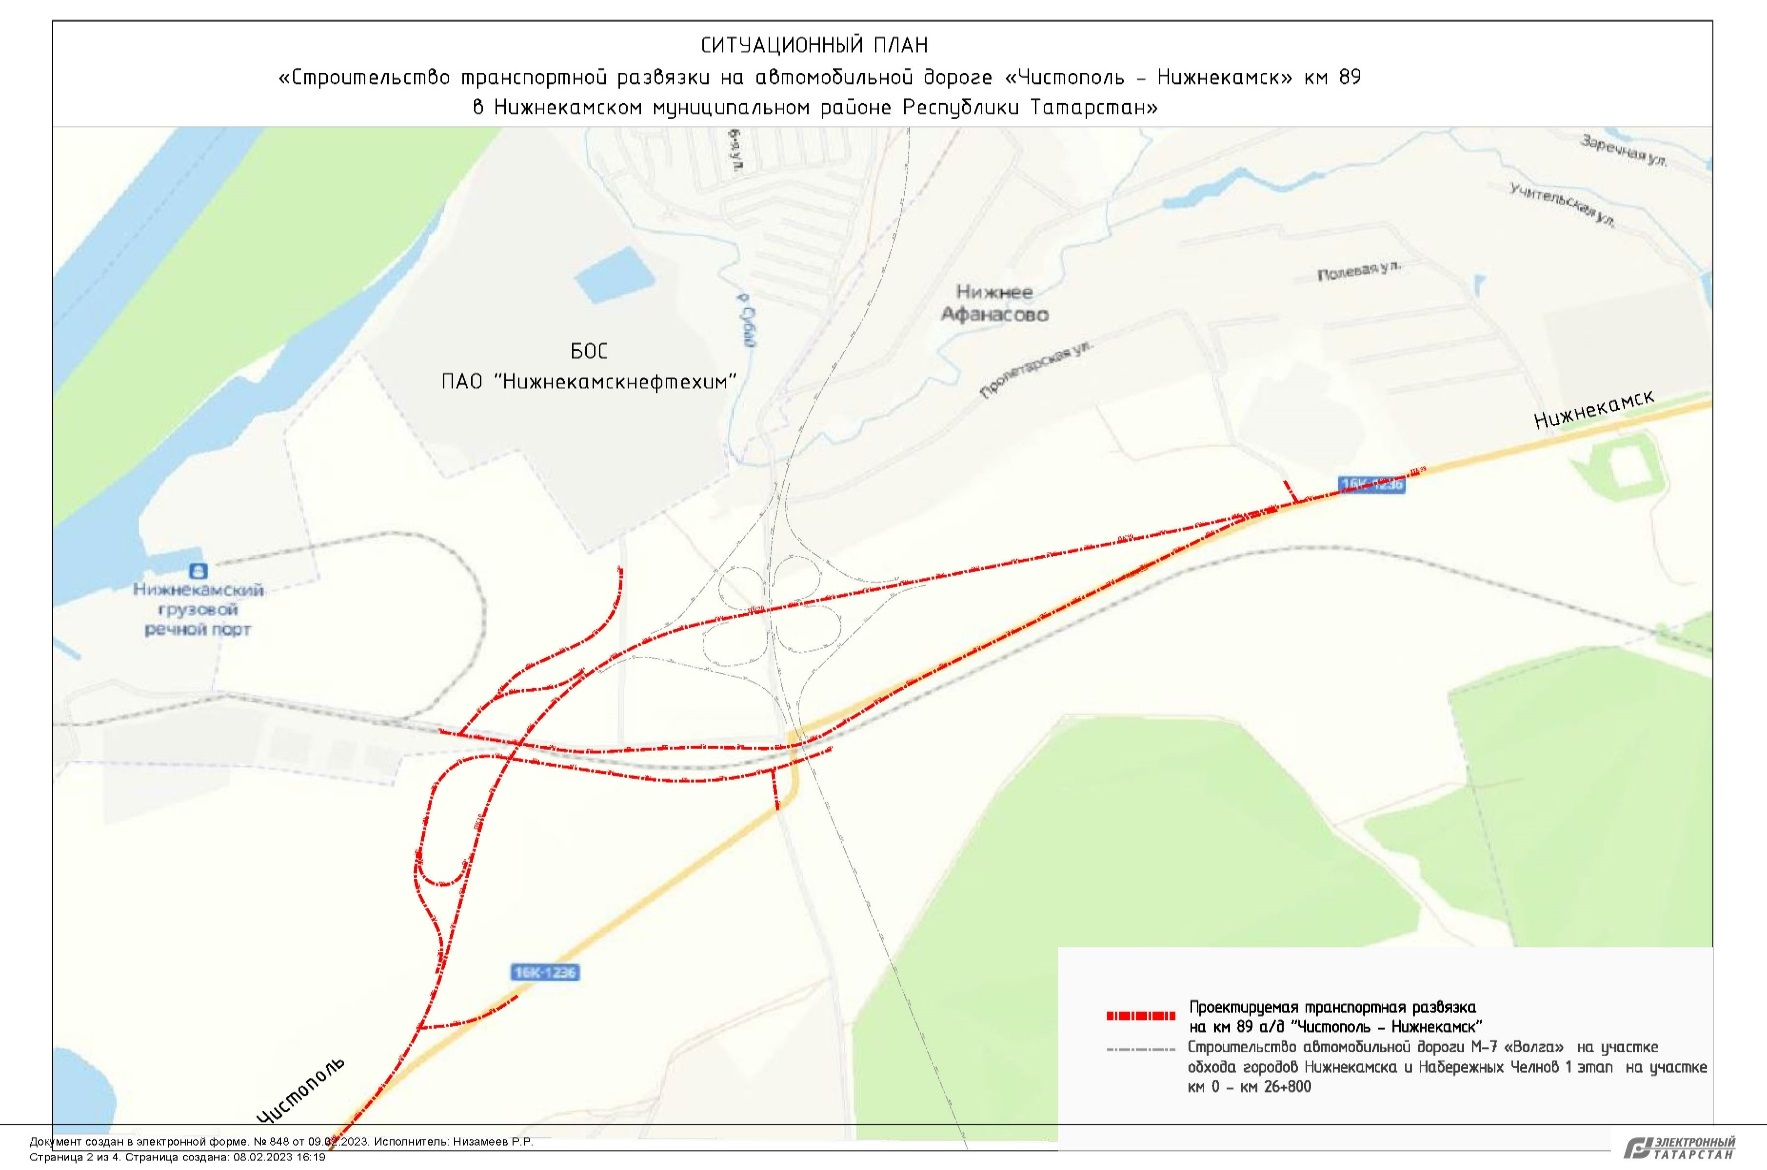 СИТУАЦИОННЫЙ ПЛАН
«Строительство транспортной развязки на автомобильной дороге «Чистополь – Нижнекамск» км 89
в Нижнекамском муниципальном районе Республики Татарстан»
6-я ул.
Заречная ул.
Учительская ул.
Полевая ул.
Нижнее
Афанасово
р. Субай
Пролетарская ул.
БОС
ПАО "Нижнекамскнефтехим"
Нижнекамск
16К-1236
Нижнекамский
грузовой
речной порт
16К-1236
Чистополь
Проектируемая транспортная развязка
на км 89 а/д "Чистополь – Нижнекамск"
Строительство автомобильной дороги М-7 «Волга» на участке
обхода городов Нижнекамска и Набережных Челнов 1 этап на участке
км 0 – км 26+800
Документ создан в электронной форме. № 848 от 09.02.2023. Исполнитель: Низамеев Р.Р.
Страница 2 из 4. Страница создана: 08.02.2023 16:19
ЭЛЕКТРОННЫЙ
ТАТАРСТАН